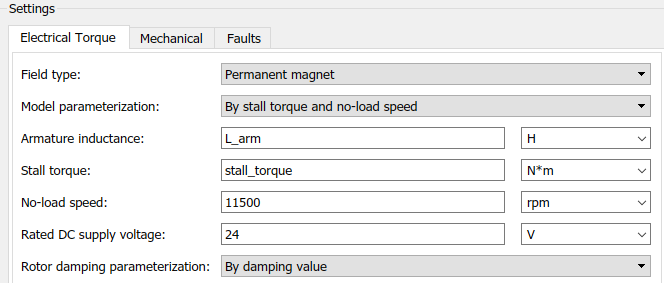 Settings
Electrical Torque Mechanical Faults
Field type: Permanent magnet
Model parameterization: By stall torque and no-load speed
Armature inductance: L_arm H
Stall torque: stall_torque N*m
No-load speed: 11500 rpm
Rated DC supply voltage: 24 V
Rotor damping parameterization: By damping value